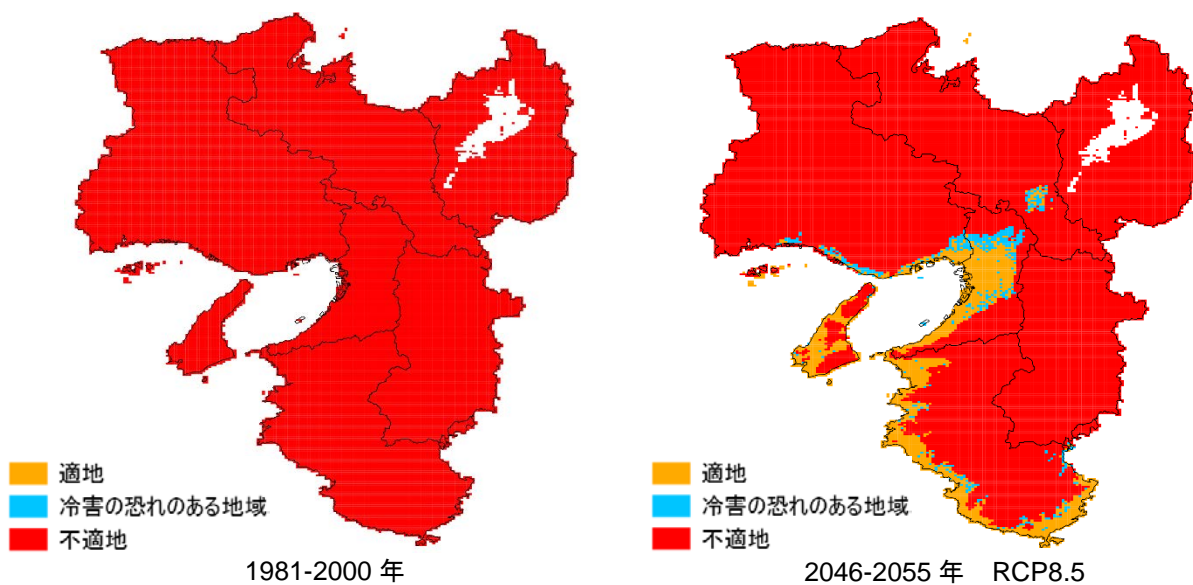 適地
冷害の恐れのある地域
不適地
1981-2000 年
適地
冷害の恐れのある地域
不適地
2046-2055 年 RCP8.5